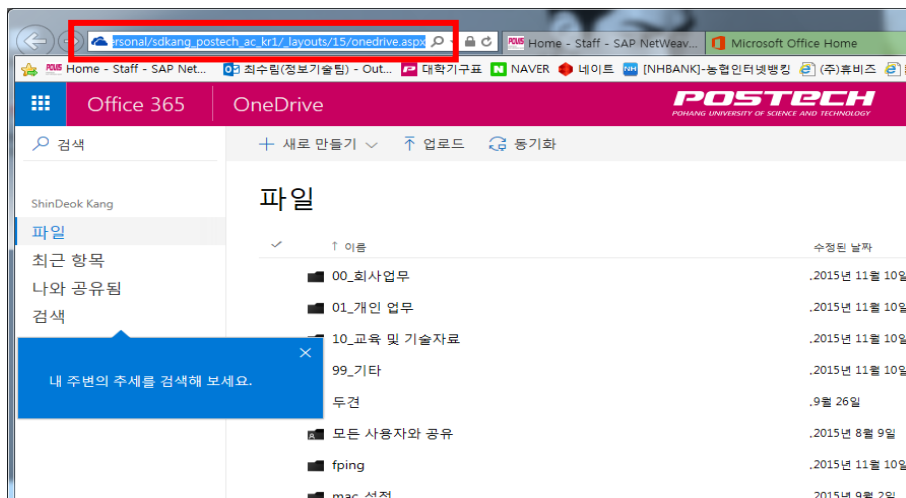 ersonal/sdkang_postech_ac_kr1/_layouts/15/onedrive.aspx
Home - Staff - SAP NetWeav...
Microsoft Office Home
Home - Staff - SAP Net...
최수림(정보기술팀) - Out...
대학기구표
NAVER
네이트
[NHBANK]-농협인터넷뱅킹
(주)휴비즈
Office 365
OneDrive
POSTECH
POHANG UNIVERSITY OF SCIENCE AND TECHNOLOGY
검색
새로 만들기
업로드
동기화
ShinDeok Kang
파일
최근 항목
나와 공유됨
검색
내 주변의 추세를 검색해 보세요.
파일
이름
수정된 날짜
00_회사업무
.2015년 11월 10일
01_개인 업무
.2015년 11월 10일
10_교육 및 기술자료
.2015년 11월 10일
99_기타
.2015년 11월 10일
두견
.9월 26일
모든 사용자와 공유
.2015년 8월 9일
fping
.2015년 11월 10일
mac 설정
2015년 9월 2일